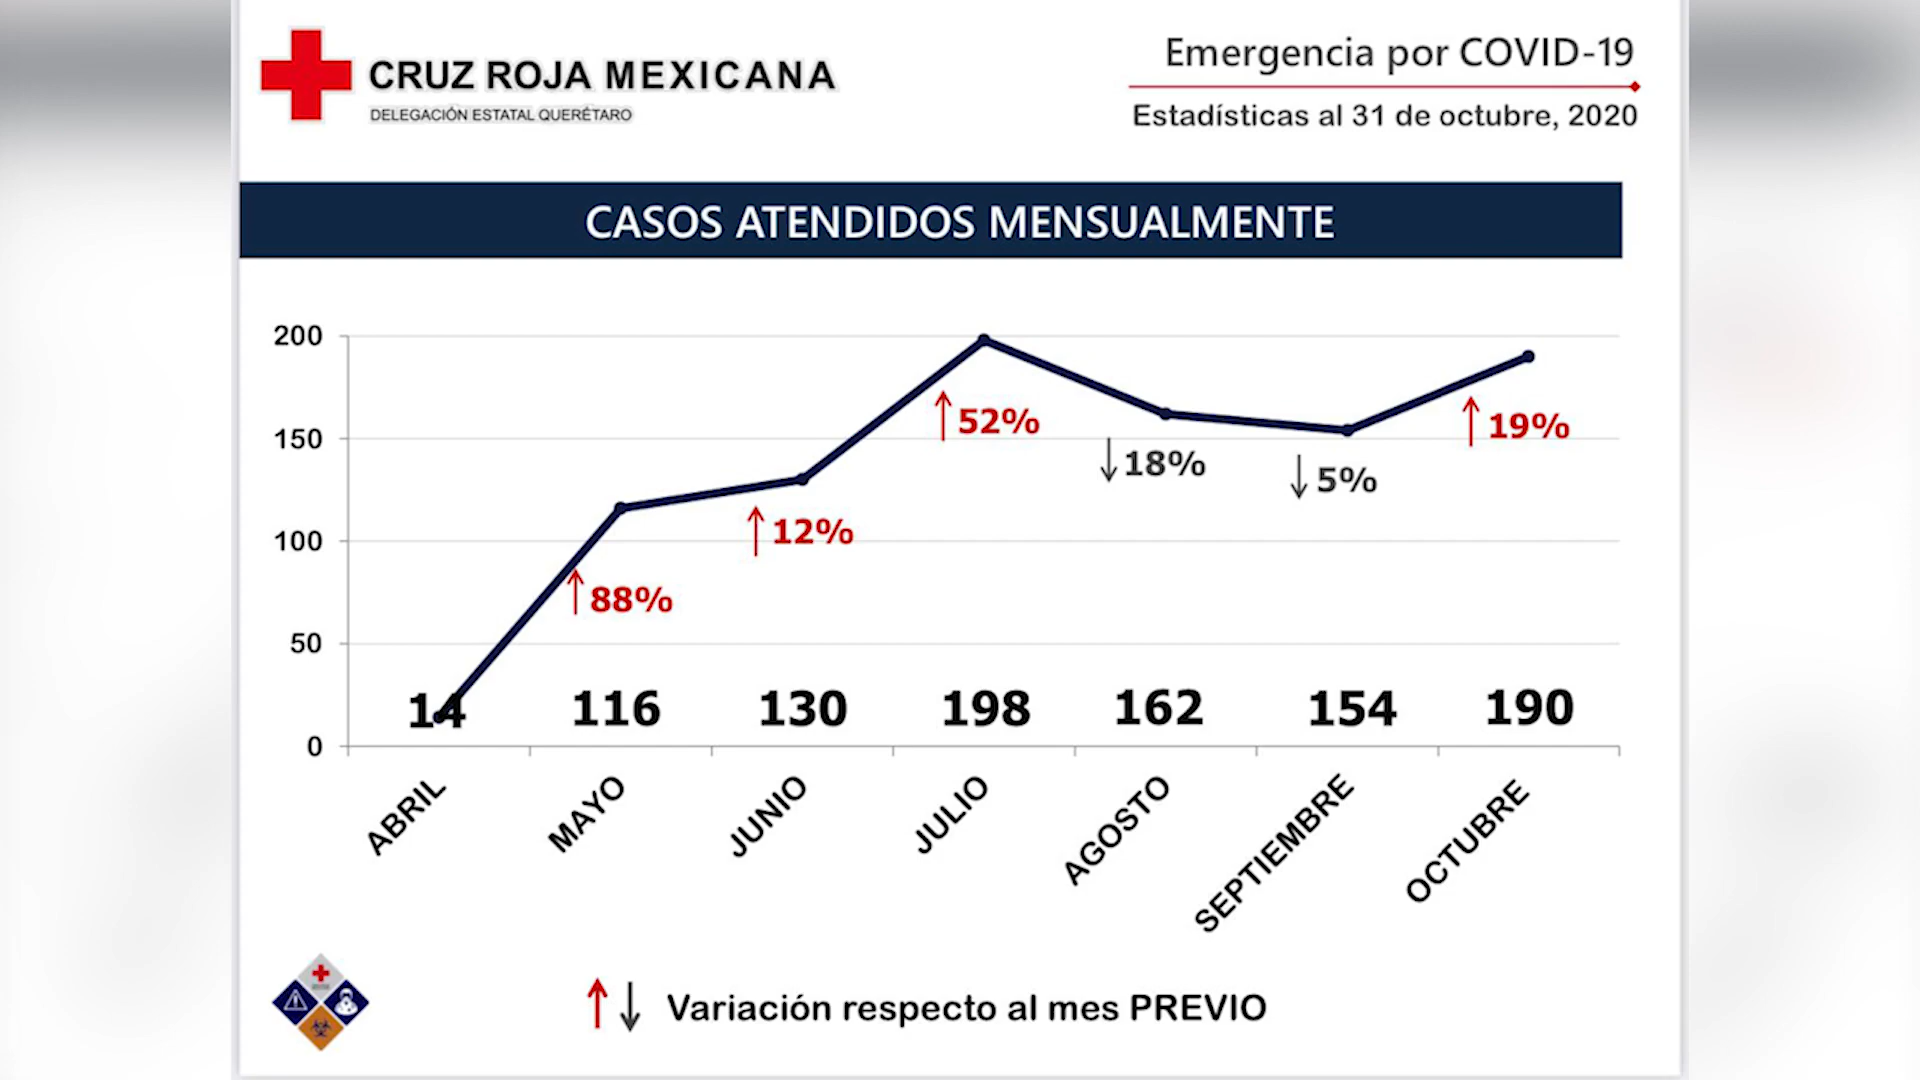 CRUZ ROJA MEXICANA
DELEGACIÓN ESTATAL QUERÉTARO
Emergencia por COVID-19
Estadísticas al 31 de octubre, 2020
CASOS ATENDIDOS MENSUALMENTE
200
150
100
50
0
88%
12%
52%
18%
5%
19%
14 116 130 198 162 154 190
ABRIL MAYO JUNIO JULIO AGOSTO SEPTIEMBRE OCTUBRE
Variación respecto al mes PREVIO